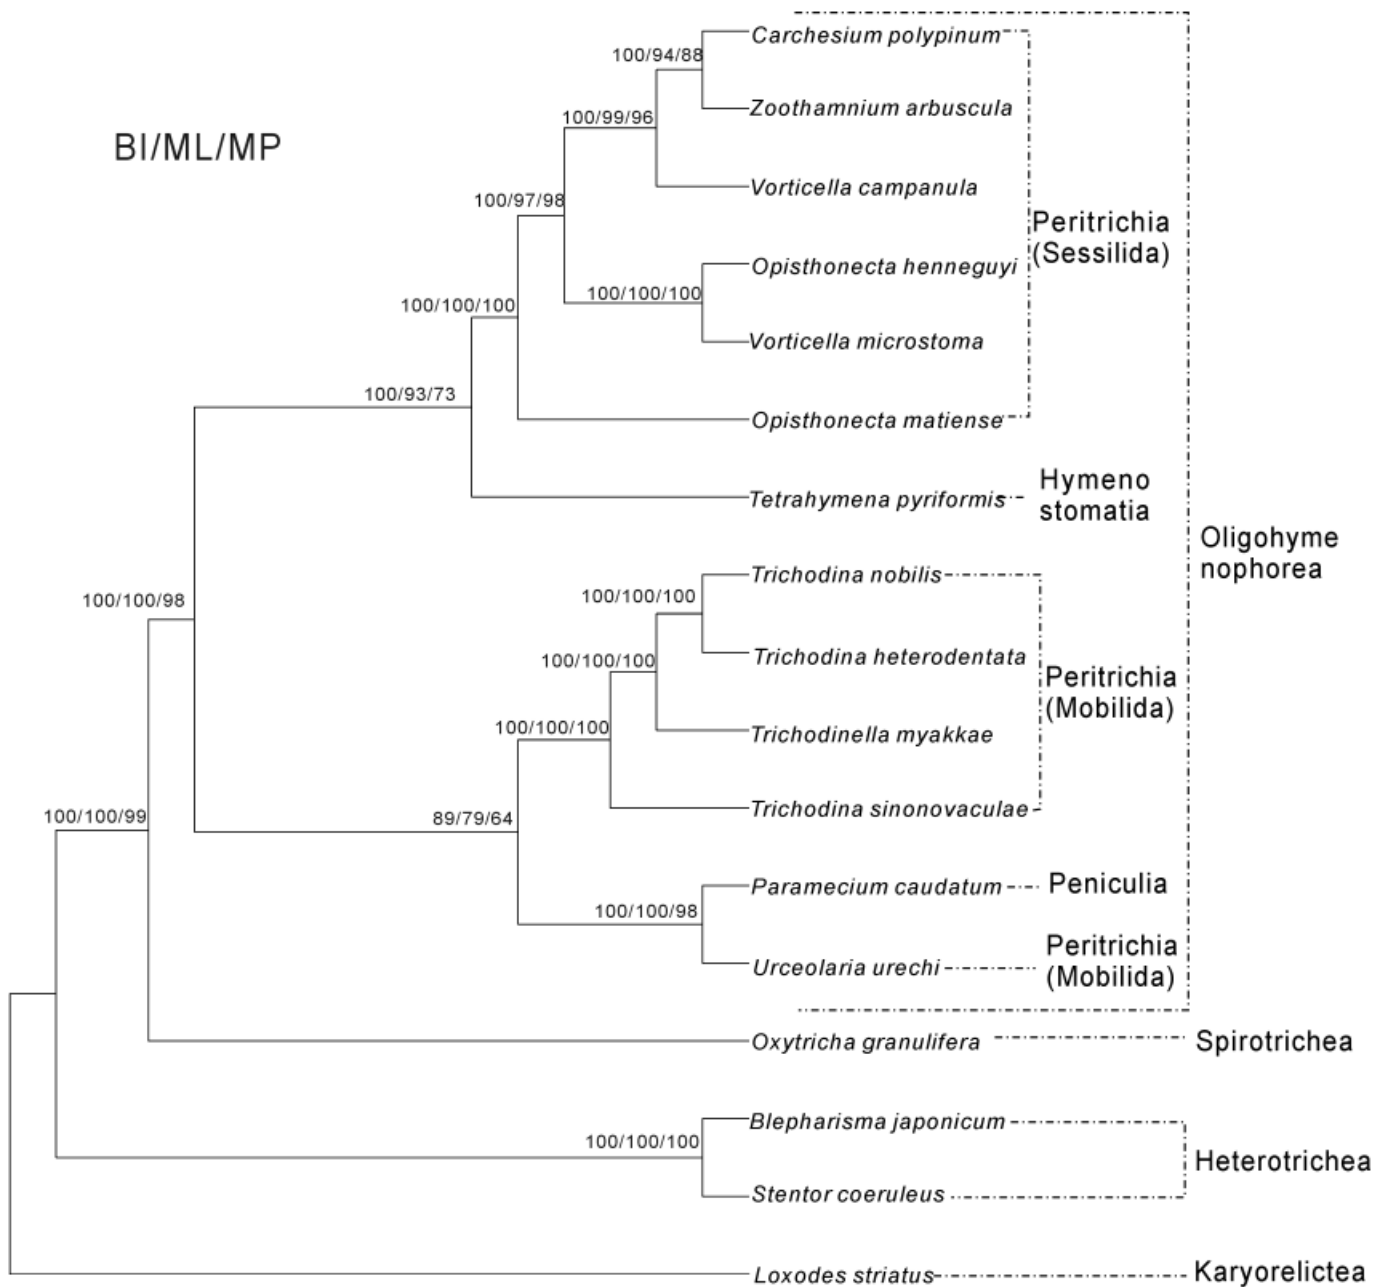 BI/ML/MP
100/94/88
Carchesium polypinum
Zoothamnium arbuscula
100/99/96
Vorticella campanula
100/97/98
Peritrichia
(Sessilida)
Opisthonecta henneguyi
100/100/100
Vorticella microstoma
100/100/100
Opisthonecta matiense
100/93/73
Tetrahymena pyriformis
Hymeno
stomatia
Oligohyme
nophorea
Trichodina nobilis
100/100/100
100/100/98
Trichodina heterodentata
100/100/100
Peritrichia
(Mobilida)
Trichodinella myakkae
100/100/100
Trichodina sinonovaculae
100/100/99
89/79/64
Paramecium caudatum
Peniculia
100/100/98
Urceolaria urechi
Peritrichia
(Mobilida)
Oxytricha granulifera
Spirotrichea
Blepharisma japonicum
100/100/100
Heterotrichea
Stentor coeruleus
Loxodes striatus
Karyorelictea